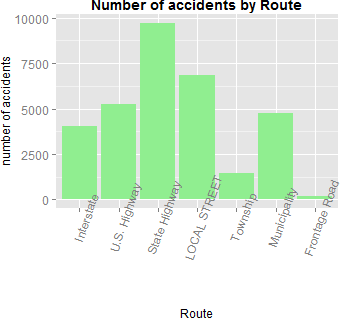 Number of accidents by Route
number of accidents
10000
7500
5000
2500
0
Interstate
U.S. Highway
State Highway
LOCAL STREET
Township
Municipality
Frontage Road
Route